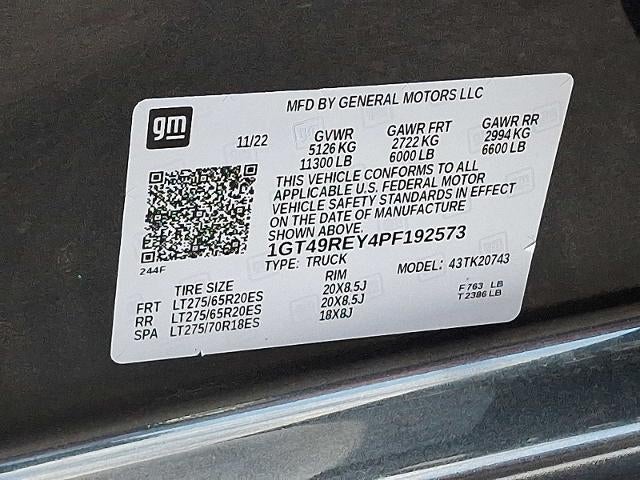 gm
MFD BY GENERAL MOTORS LLC
11/22 GVWR GAWR FRT GAWR RR
5126 KG 2722 KG 2994 KG
11300 LB 6000 LB 6600 LB
THIS VEHICLE CONFORMS TO ALL
APPLICABLE U.S. FEDERAL MOTOR
VEHICLE SAFETY STANDARDS IN EFFECT
ON THE DATE OF MANUFACTURE
SHOWN ABOVE.
1GT49REY4PF192573
244F
TYPE: TRUCK MODEL: 43TK20743
TIRE SIZE RIM
FRT LT275/65R20ES 20X8.5J F 763 LB
RR LT275/65R20ES 20X8.5J T 2386 LB
SPA LT275/70R18ES 18X8J